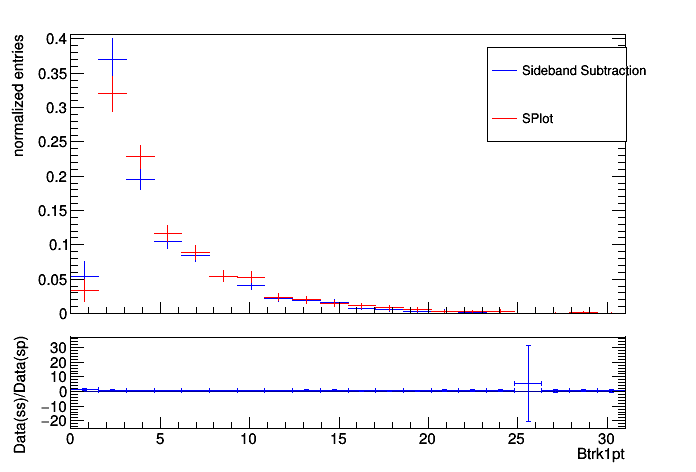 normalized entries
0.4
0.35
0.3
0.25
0.2
0.15
0.1
0.05
0
Sideband Subtraction
SPlot
Data(ss)/Data(sp)
30
20
10
0
−10
−20
0 5 10 15 20 25 30
Btrk1pt